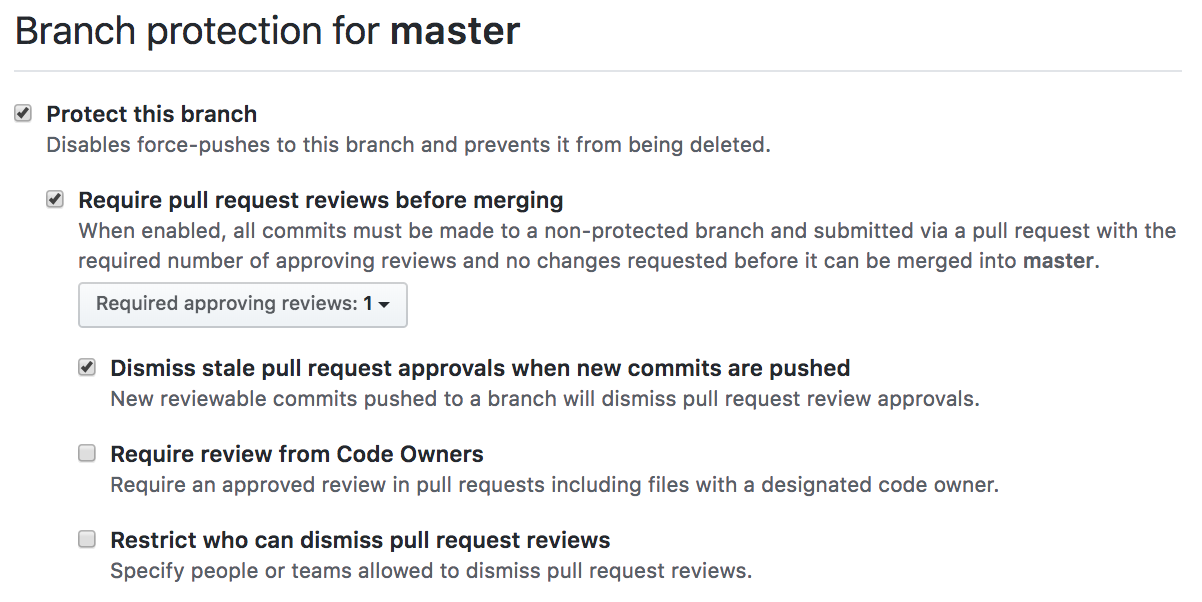 Branch protection for master
Protect this branch
Disables force-pushes to this branch and prevents it from being deleted.
Require pull request reviews before merging
When enabled, all commits must be made to a non-protected branch and submitted via a pull request with the
required number of approving reviews and no changes requested before it can be merged into master.
Required approving reviews: 1
Dismiss stale pull request approvals when new commits are pushed
New reviewable commits pushed to a branch will dismiss pull request review approvals.
Require review from Code Owners
Require an approved review in pull requests including files with a designated code owner.
Restrict who can dismiss pull request reviews
Specify people or teams allowed to dismiss pull request reviews.